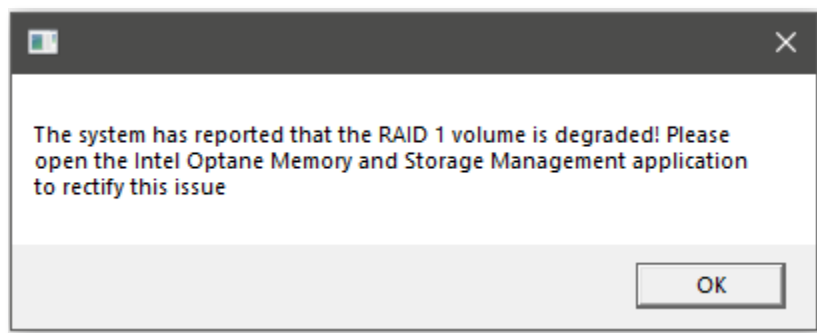 The system has reported that the RAID 1 volume is degraded! Please
open the Intel Optane Memory and Storage Management application
to rectify this issue
OK